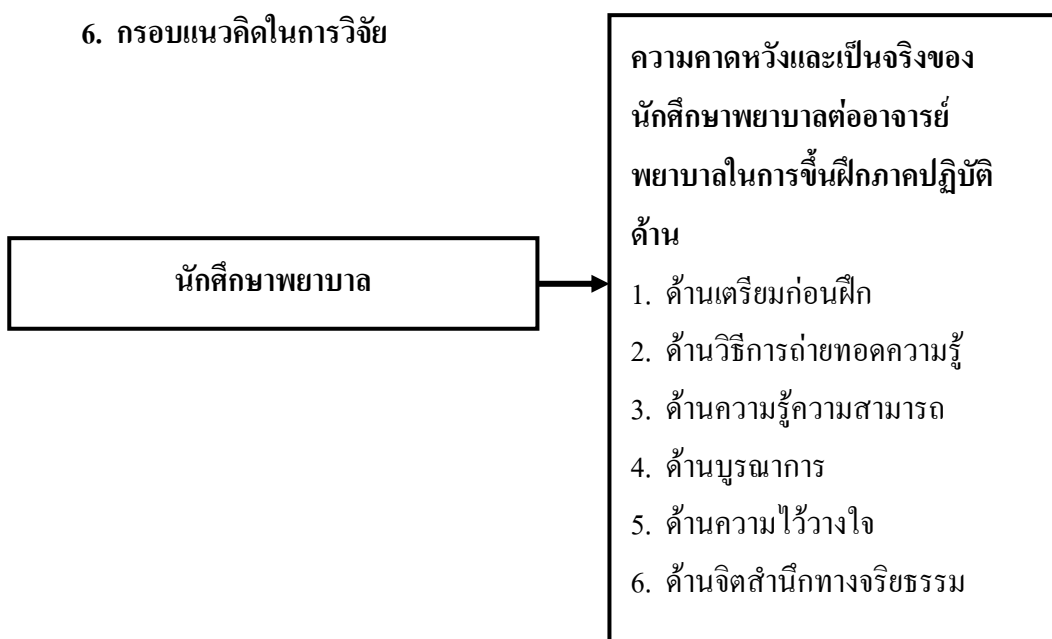 6. กรอบแนวคิดในการวิจัย
นักศึกษาพยาบาล
ความคาดหวังและเป็นจริงของ
นักศึกษาพยาบาลต่ออาจารย์
พยาบาลในการขึ้นฝึกภาคปฏิบัติ
ด้าน
1. ด้านเตรียมก่อนฝึก
2. ด้านวิธีการถ่ายทอดความรู้
3. ด้านความรู้ความสามารถ
4. ด้านบูรณาการ
5. ด้านความไว้วางใจ
6. ด้านจิตสำนึกทางจริยธรรม